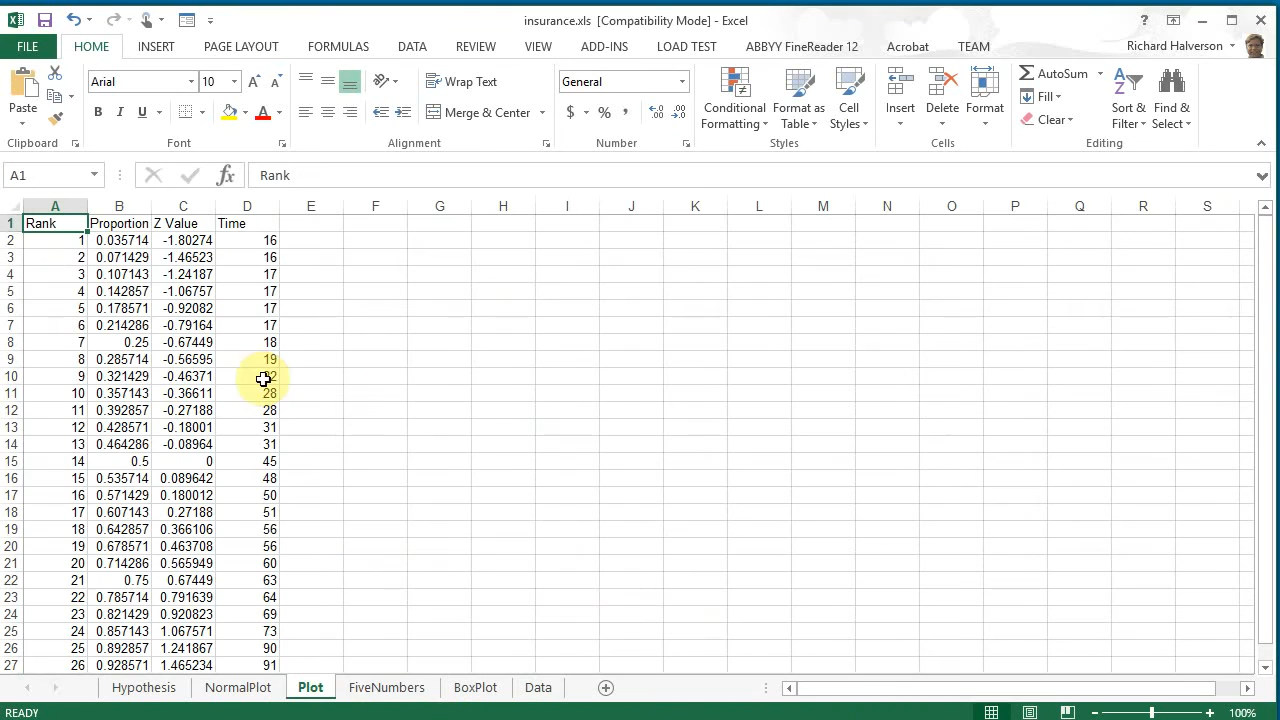 insurance.xls [Compatibility Mode] - Excel
FILE HOME INSERT PAGE LAYOUT FORMULAS DATA REVIEW VIEW ADD-INS LOAD TEST ABBYY FineReader 12 Acrobat TEAM Richard Halverson
Arial 10 Wrap Text General AutoSum
Fill
Paste B I U Merge & Center $ % Conditional Formatting Format as Table Cell Styles Insert Delete Format Clear Sort & Filter Find & Select
Clipboard Font Alignment Number Styles Cells Editing
A1 fx Rank
A B C D E F G H I J K L M N O P Q R S
1 Rank Proportion Z Value Time
2 1 0.035714 -1.80274 16
3 2 0.071429 -1.46523 16
4 3 0.107143 -1.24187 17
5 4 0.142857 -1.06757 17
6 5 0.178571 -0.92082 17
7 6 0.214286 -0.79164 17
8 7 0.25 -0.67449 18
9 8 0.285714 -0.56595 19
10 9 0.321429 -0.46371
11 10 0.357143 -0.36611 28
12 11 0.392857 -0.27188 28
13 12 0.428571 -0.18001 31
14 13 0.464286 -0.08964 31
15 14 0.5 0 45
16 15 0.535714 0.089642 48
17 16 0.571429 0.180012 50
18 17 0.607143 0.27188 51
19 18 0.642857 0.366106 56
20 19 0.678571 0.463708 56
21 20 0.714286 0.565949 60
22 21 0.75 0.67449 63
23 22 0.785714 0.791639 64
24 23 0.821429 0.920823 69
25 24 0.857143 1.067571 73
26 25 0.892857 1.241867 90
27 26 0.928571 1.465234 91
Hypothesis NormalPlot Plot FiveNumbers BoxPlot Data
READY 100%